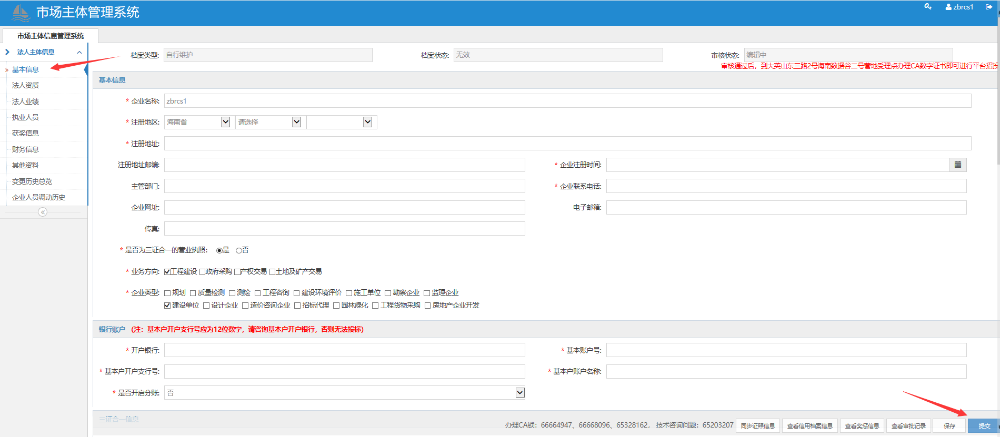 市场主体管理系统
zbrcs1
市场主体信息管理系统
法人主体信息
基本信息
法人资质
法人业绩
执业人员
获奖信息
财务信息
其他资料
变更历史总览
企业人员调动历史
档案类型: 自行维护 档案状态: 无效 审核状态: 编辑中
审核通过后，到大英山东三路2号海南数据谷二号营地受理点办理CA数字证书即可进行平台招投
基本信息
* 企业名称: zbrcs1
* 注册地区: 海南省 请选择
* 注册地址:
注册地址邮编: * 企业注册时间:
主管部门: * 企业联系电话:
企业网址: 电子邮箱:
传真:
* 是否为三证合一的营业执照: 是 否
* 业务方向: 工程建设 政府采购 产权交易 土地及矿产交易
* 企业类型: 规划 质量检测 测绘 工程咨询 建设环境评价 施工单位 勘察企业 监理企业
建设单位 设计企业 造价咨询企业 招标代理 园林绿化 工程货物采购 房地产企业开发
银行账户 (注：基本户开户支行号应为12位数字，请咨询基本户开户银行，否则无法投标)
* 开户银行: * 基本账户号:
* 基本户开户支行号: * 基本户账户名称:
* 是否开启分账: 否
三证合一信息
办理CA锁：66664947、66668096、65328162， 技术咨询问题：65203207 同步证照信息 查看信用档案信息 查看奖惩信息 查看审批记录 保存 提交